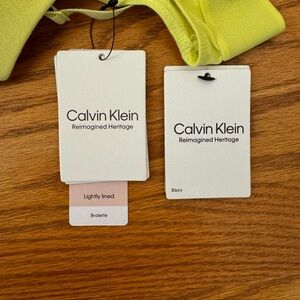 Calvin Klein
Reimagined Heritage
Lightly lined
Bralette
Calvin Klein
Reimagined Heritage
Bikini